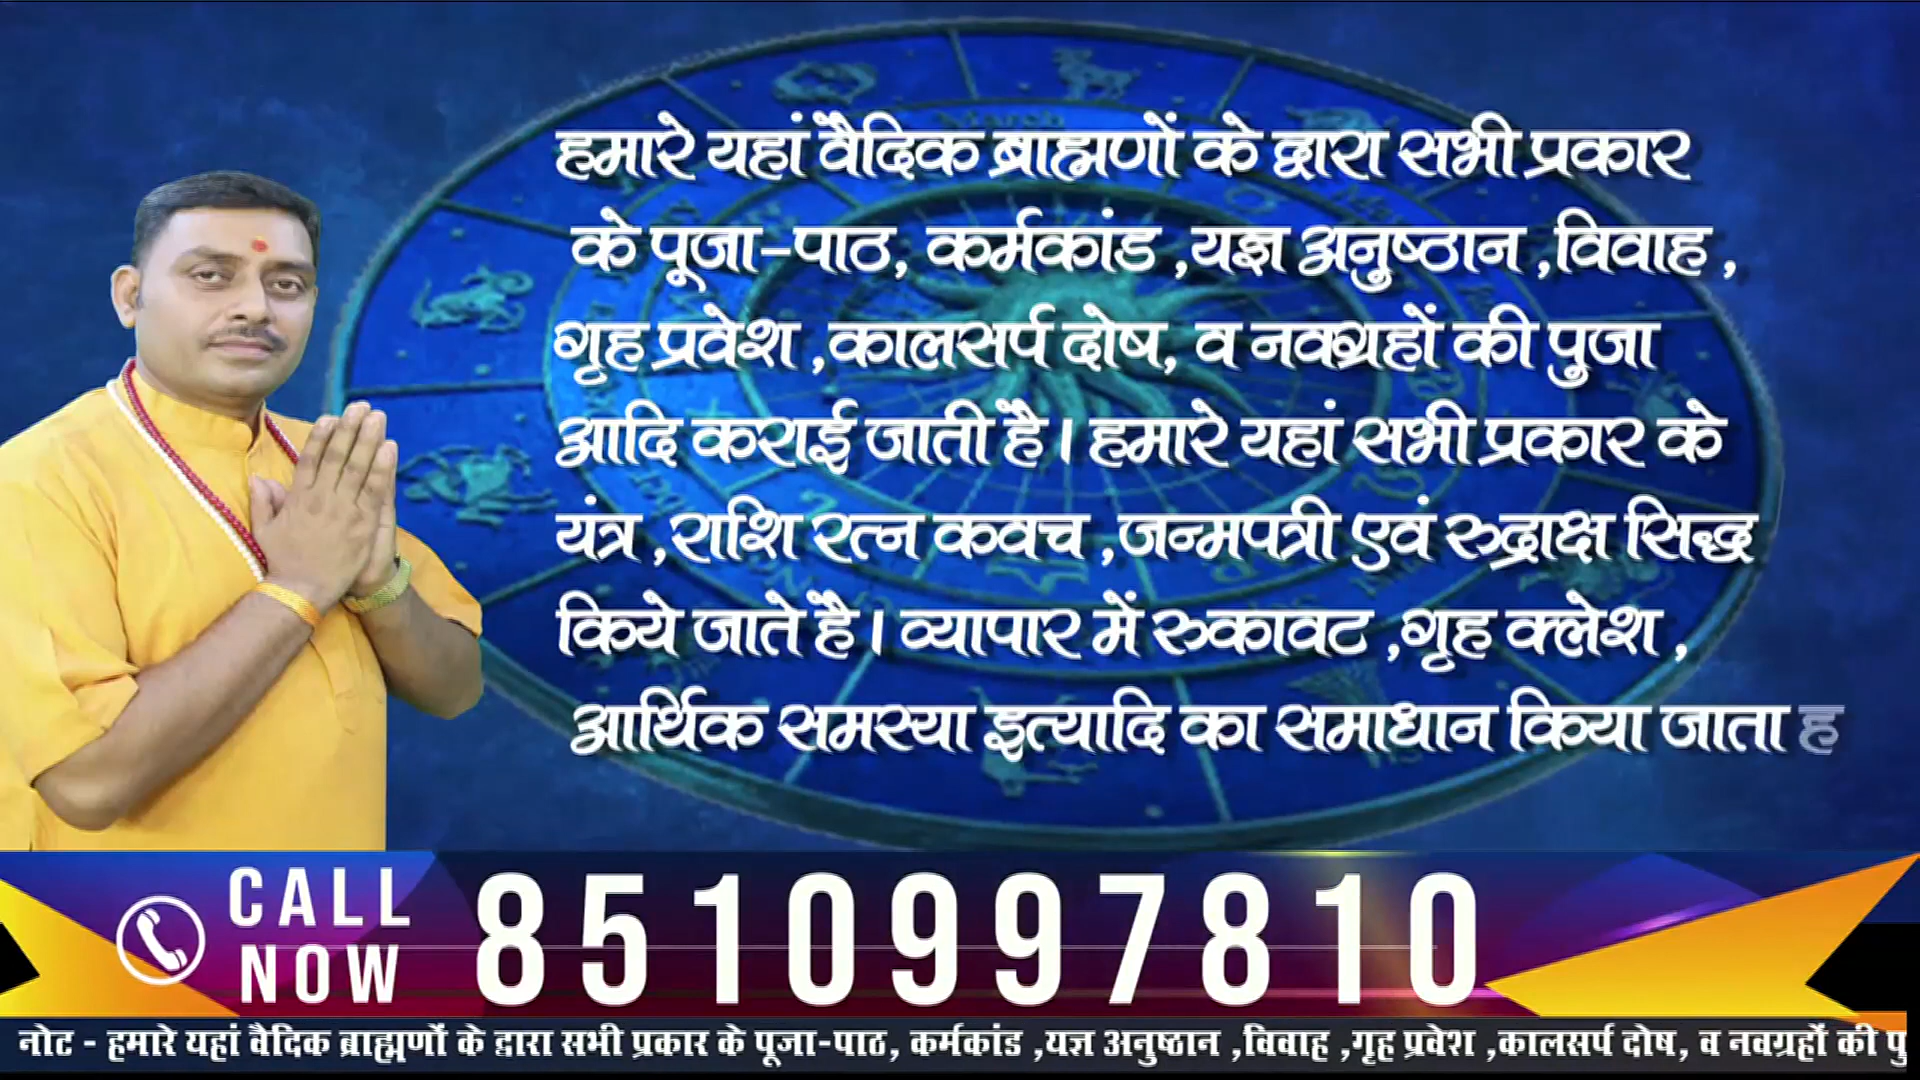 हमारे यहां वैदिक ब्राह्मणों के द्वारा सभी प्रकार
के पूजा-पाठ, कर्मकांड ,यज्ञ अनुष्ठान ,विवाह ,
गृह प्रवेश ,कालसर्प दोष, व नवग्रहों की पुजा
आदि कराई जाती है। हमारे यहां सभी प्रकार के
यंत्र ,राशि रत्न कवच ,जन्मपत्री एवं रुद्राक्ष सिद्ध
किये जाते है। व्यापार में रुकावट ,गृह क्लेश ,
आर्थिक समस्या इत्यादि का समाधान किया जाता ह
CALL
NOW
8510997810
नोट - हमारे यहां वैदिक ब्राह्मणों के द्वारा सभी प्रकार के पूजा-पाठ, कर्मकांड ,यज्ञ अनुष्ठान ,विवाह ,गृह प्रवेश ,कालसर्प दोष, व नवग्रहों की पु